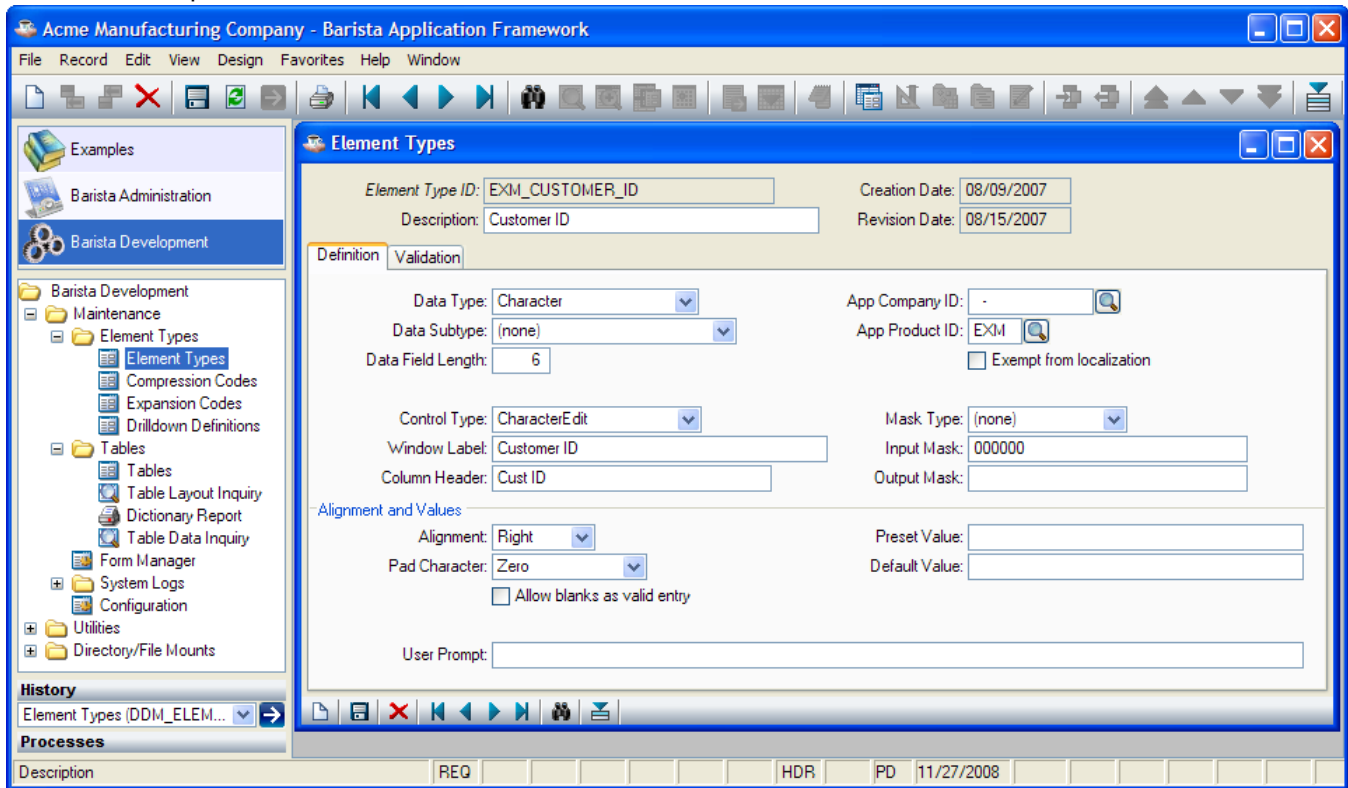 Acme Manufacturing Company - Barista Application Framework
File Record Edit View Design Favorites Help Window
Examples
Barista Administration
Barista Development
Barista Development
Maintenance
Element Types
Element Types
Compression Codes
Expansion Codes
Drilldown Definitions
Tables
Tables
Table Layout Inquiry
Dictionary Report
Table Data Inquiry
Form Manager
System Logs
Configuration
Utilities
Directory/File Mounts
History
Element Types (DDM_ELEM...
Processes
Element Types
Element Type ID: EXM_CUSTOMER_ID Creation Date: 08/09/2007
Description: Customer ID Revision Date: 08/15/2007
Definition Validation
Data Type: Character App Company ID: -
Data Subtype: (none) App Product ID: EXM
Data Field Length: 6 Exempt from localization
Control Type: CharacterEdit Mask Type: (none)
Window Label: Customer ID Input Mask: 000000
Column Header: Cust ID Output Mask:
Alignment and Values
Alignment: Right Preset Value:
Pad Character: Zero Default Value:
Allow blanks as valid entry
User Prompt:
Description REQ HDR PD 11/27/2008